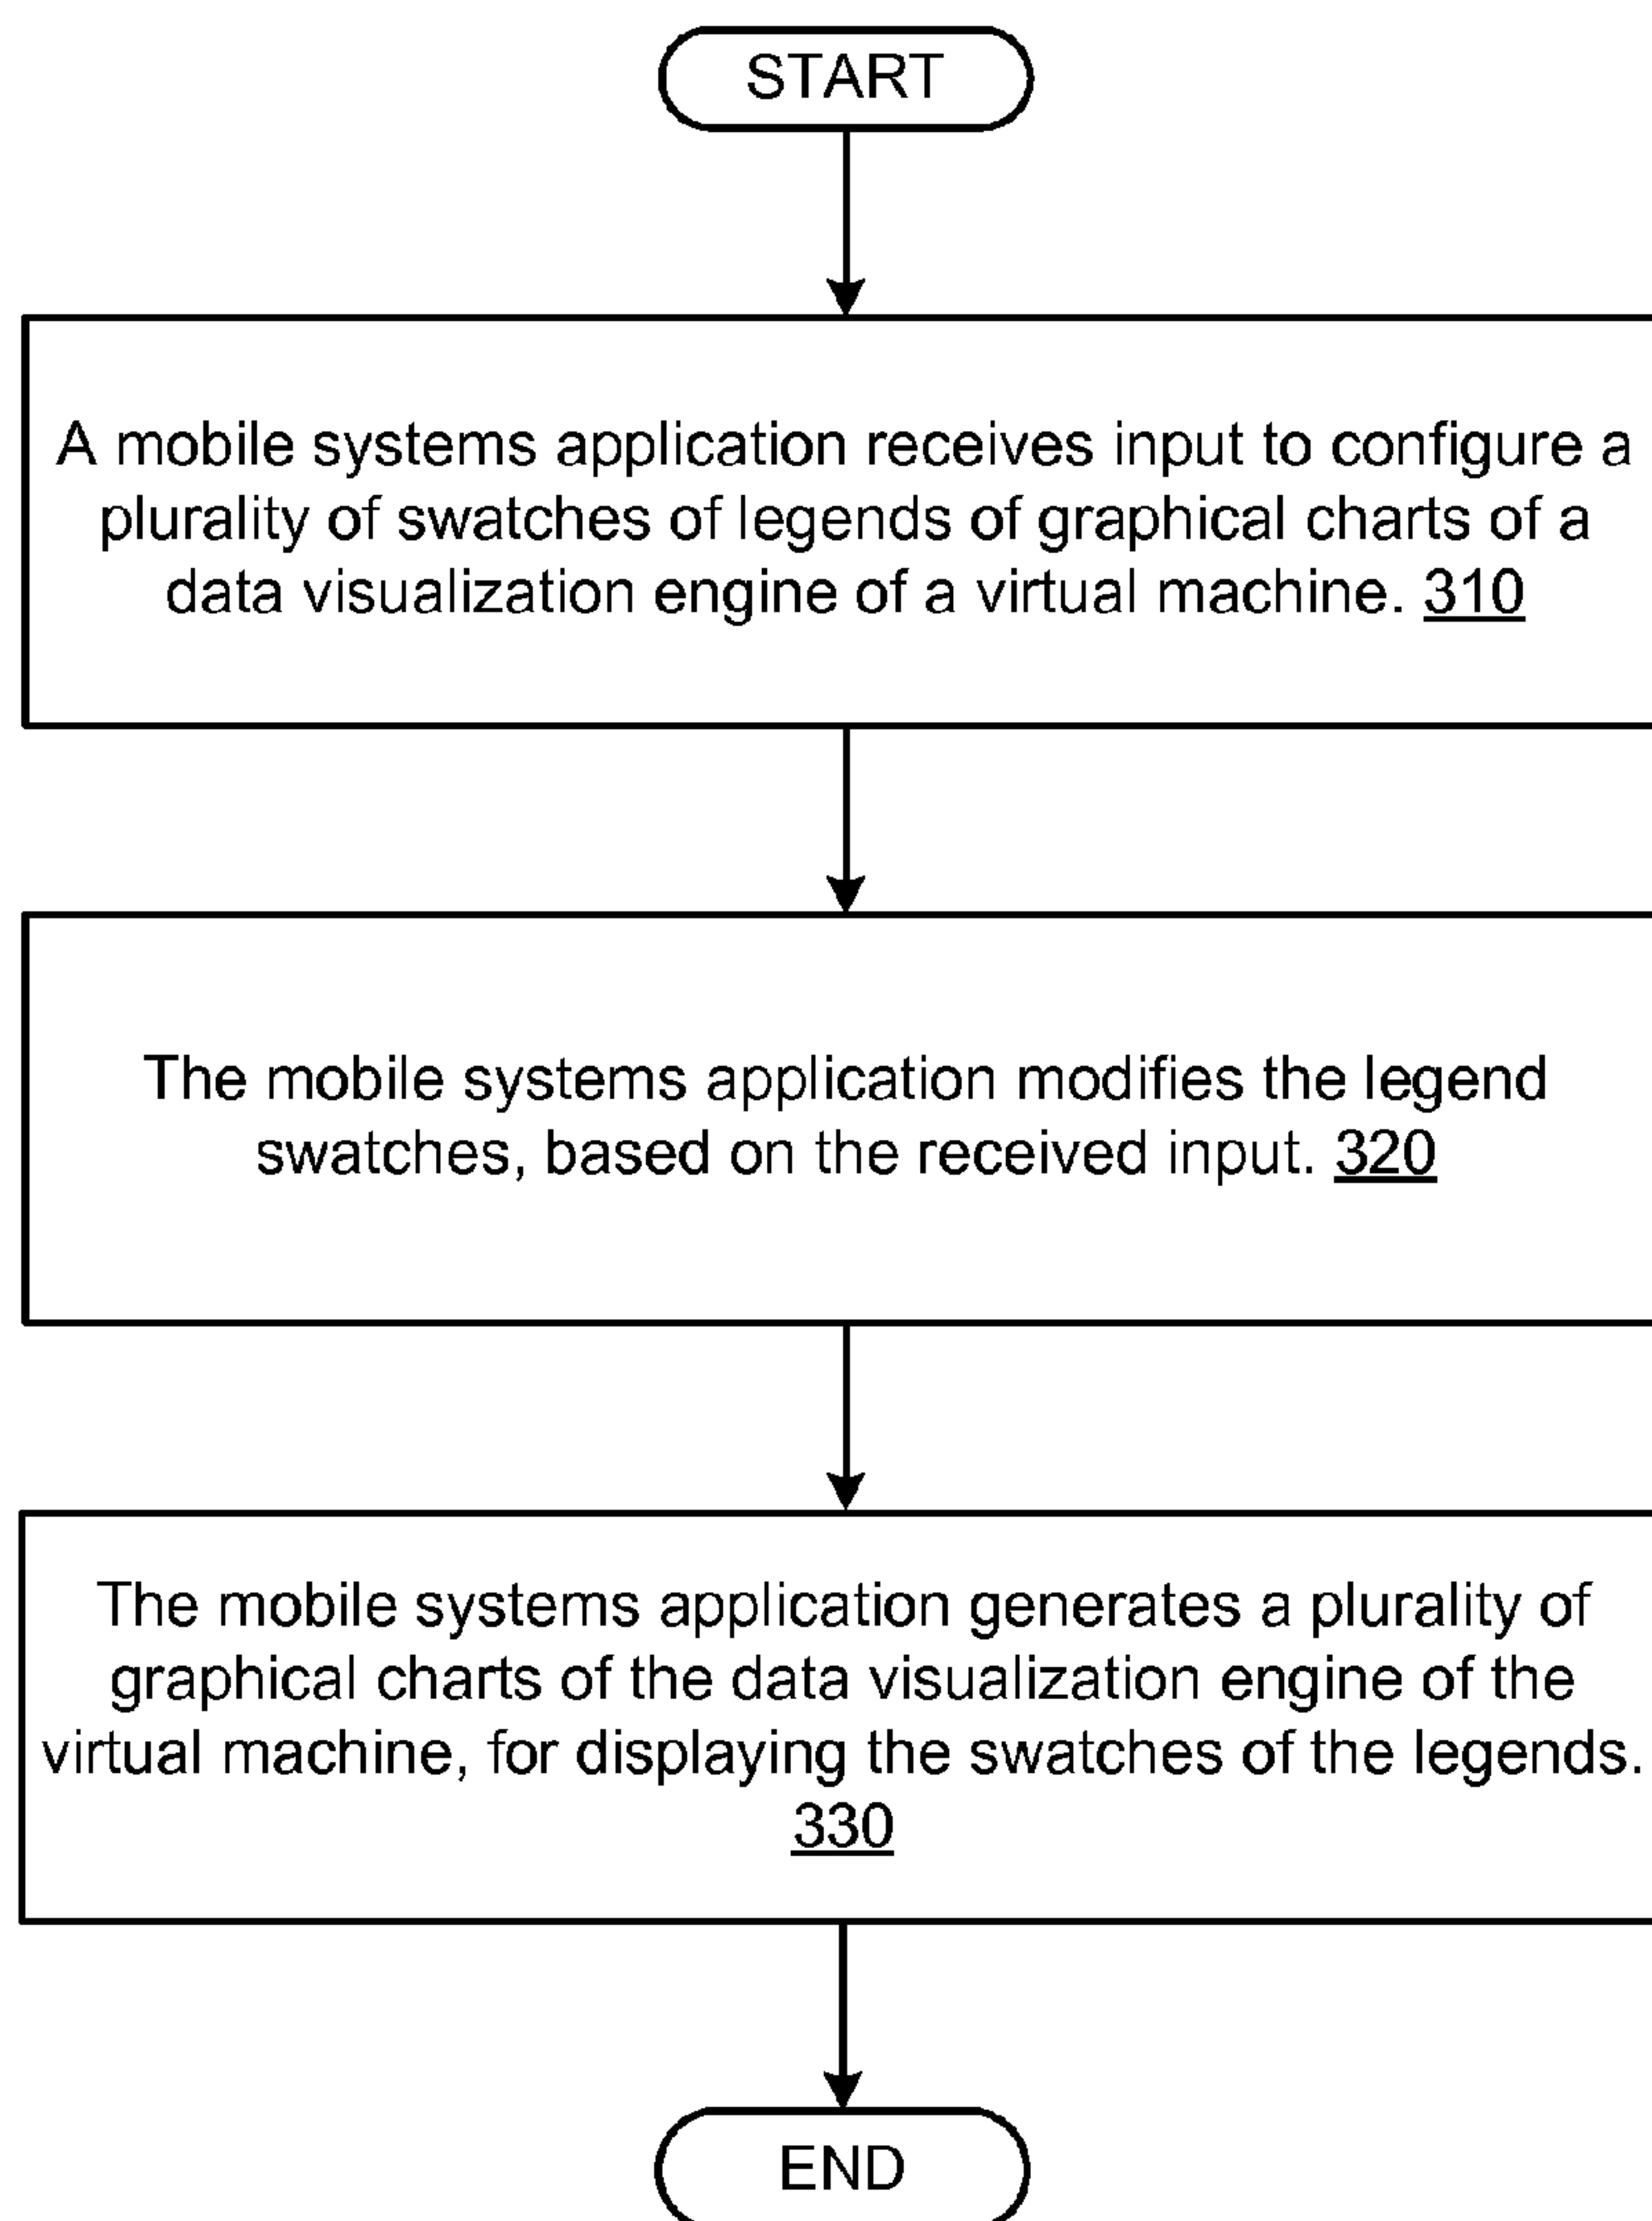 START
A mobile systems application receives input to configure a
plurality of swatches of legends of graphical charts of a
data visualization engine of a virtual machine. 310
The mobile systems application modifies the legend
swatches, based on the received input. 320
The mobile systems application generates a plurality of
graphical charts of the data visualization engine of the
virtual machine, for displaying the swatches of the legends.
330
END